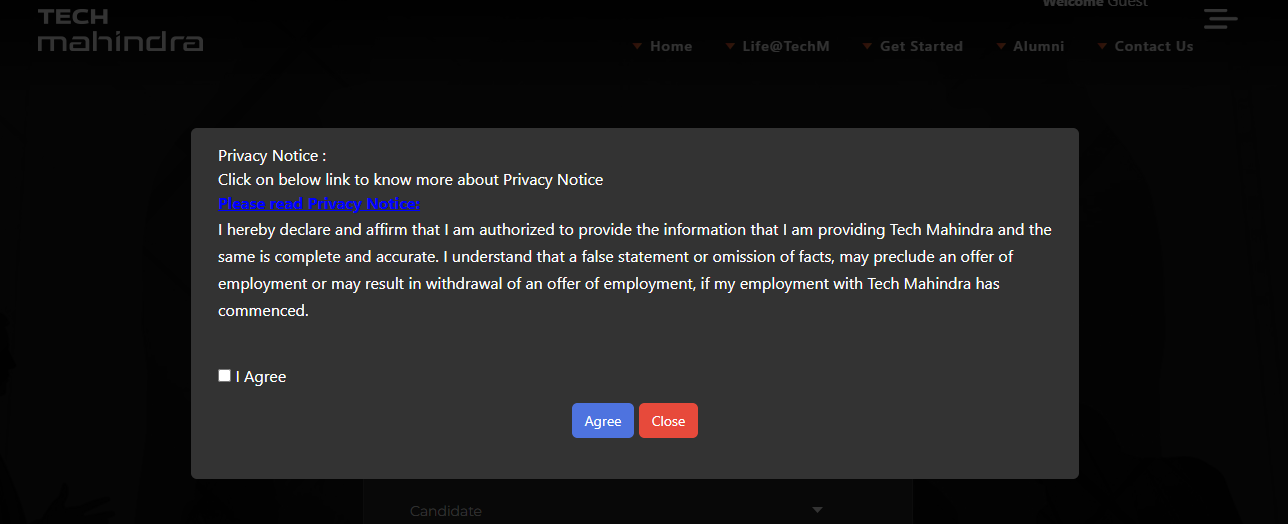 TECH
mahindra
Welcome Guest
Home
Life@TechM
Get Started
Alumni
Contact Us
Privacy Notice :
Click on below link to know more about Privacy Notice
Please read Privacy Notice:
I hereby declare and affirm that I am authorized to provide the information that I am providing Tech Mahindra and the
same is complete and accurate. I understand that a false statement or omission of facts, may preclude an offer of
employment or may result in withdrawal of an offer of employment, if my employment with Tech Mahindra has
commenced.
I Agree
Agree
Close
Candidate